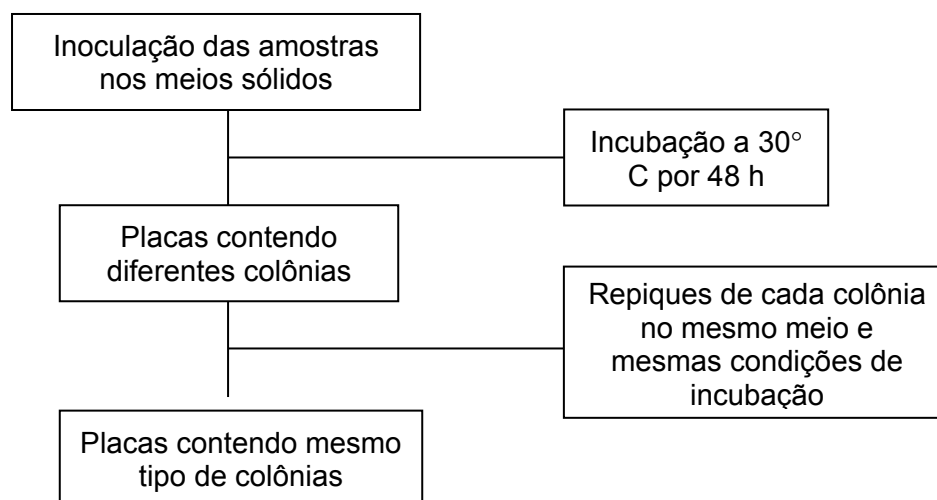 Inoculação das amostras
nos meios sólidos
Incubação a 30°
C por 48 h
Placas contendo
diferentes colônias
Repiques de cada colônia
no mesmo meio e
mesmas condições de
incubação
Placas contendo mesmo
tipo de colônias